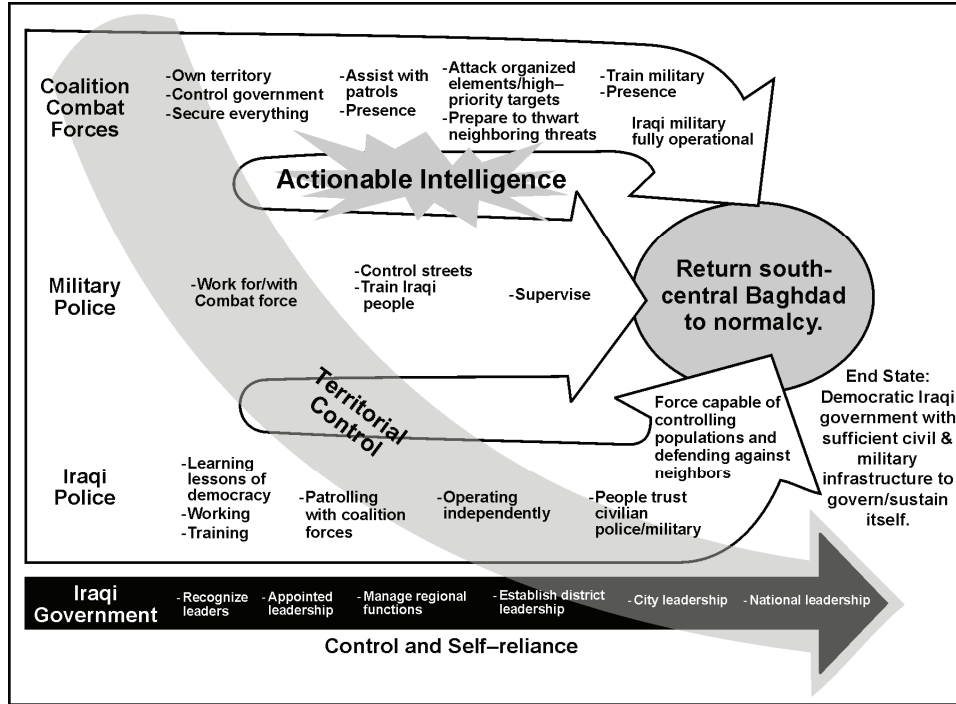 Coalition
Combat
Forces
-Own territory
-Control government
-Secure everything
-Assist with
patrols
-Presence
-Attack organized
elements/high–
priority targets
-Prepare to thwart
neighboring threats
-Train military
-Presence
Iraqi military
fully operational
Actionable Intelligence
Military
Police
-Work for/with
Combat force
-Control streets
-Train Iraqi
people
-Supervise
Return south-
central Baghdad
to normalcy.
Territorial
Control
Force capable of
controlling
populations and
defending against
neighbors
End State:
Democratic Iraqi
government with
sufficient civil &
military
infrastructure to
govern/sustain
itself.
Iraqi
Police
-Learning
lessons of
democracy
-Working
-Training
-Patrolling
with coalition
forces
-Operating
independently
-People trust
civilian
police/military
Iraqi
Government
- Recognize
leaders
- Appointed
leadership
- Manage regional
functions
- Establish district
leadership
- City leadership
- National leadership
Control and Self–reliance